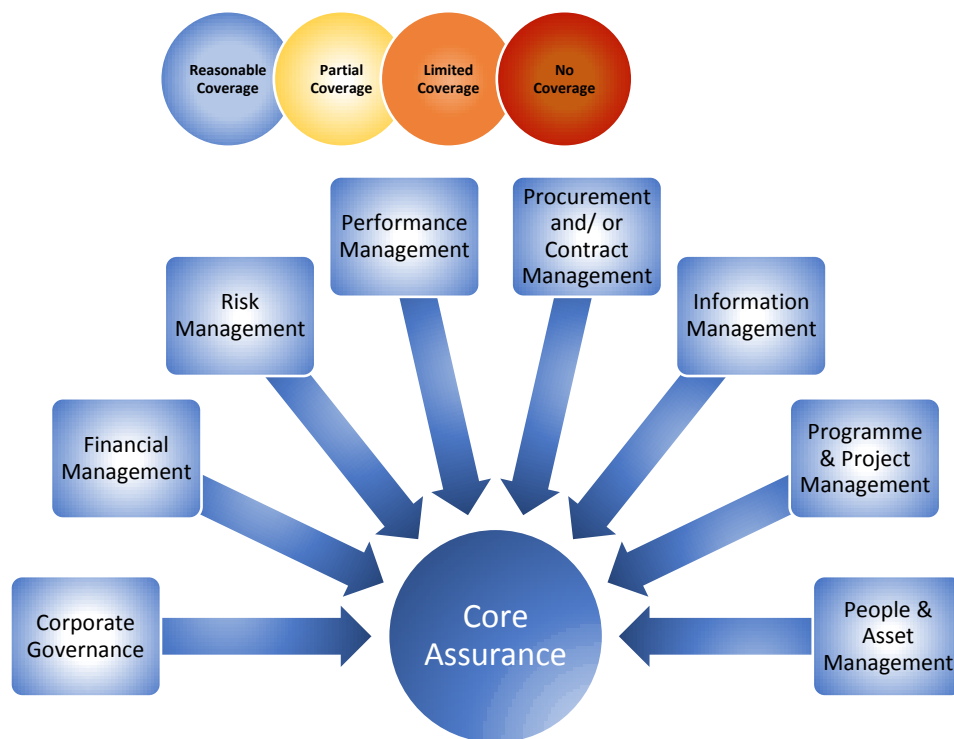 Reasonable
Coverage
Partial
Coverage
Limited
Coverage
No
Coverage
Performance
Management
Procurement
and/ or
Contract
Management
Risk
Management
Information
Management
Financial
Management
Programme
& Project
Management
Corporate
Governance
Core
Assurance
People &
Asset
Management